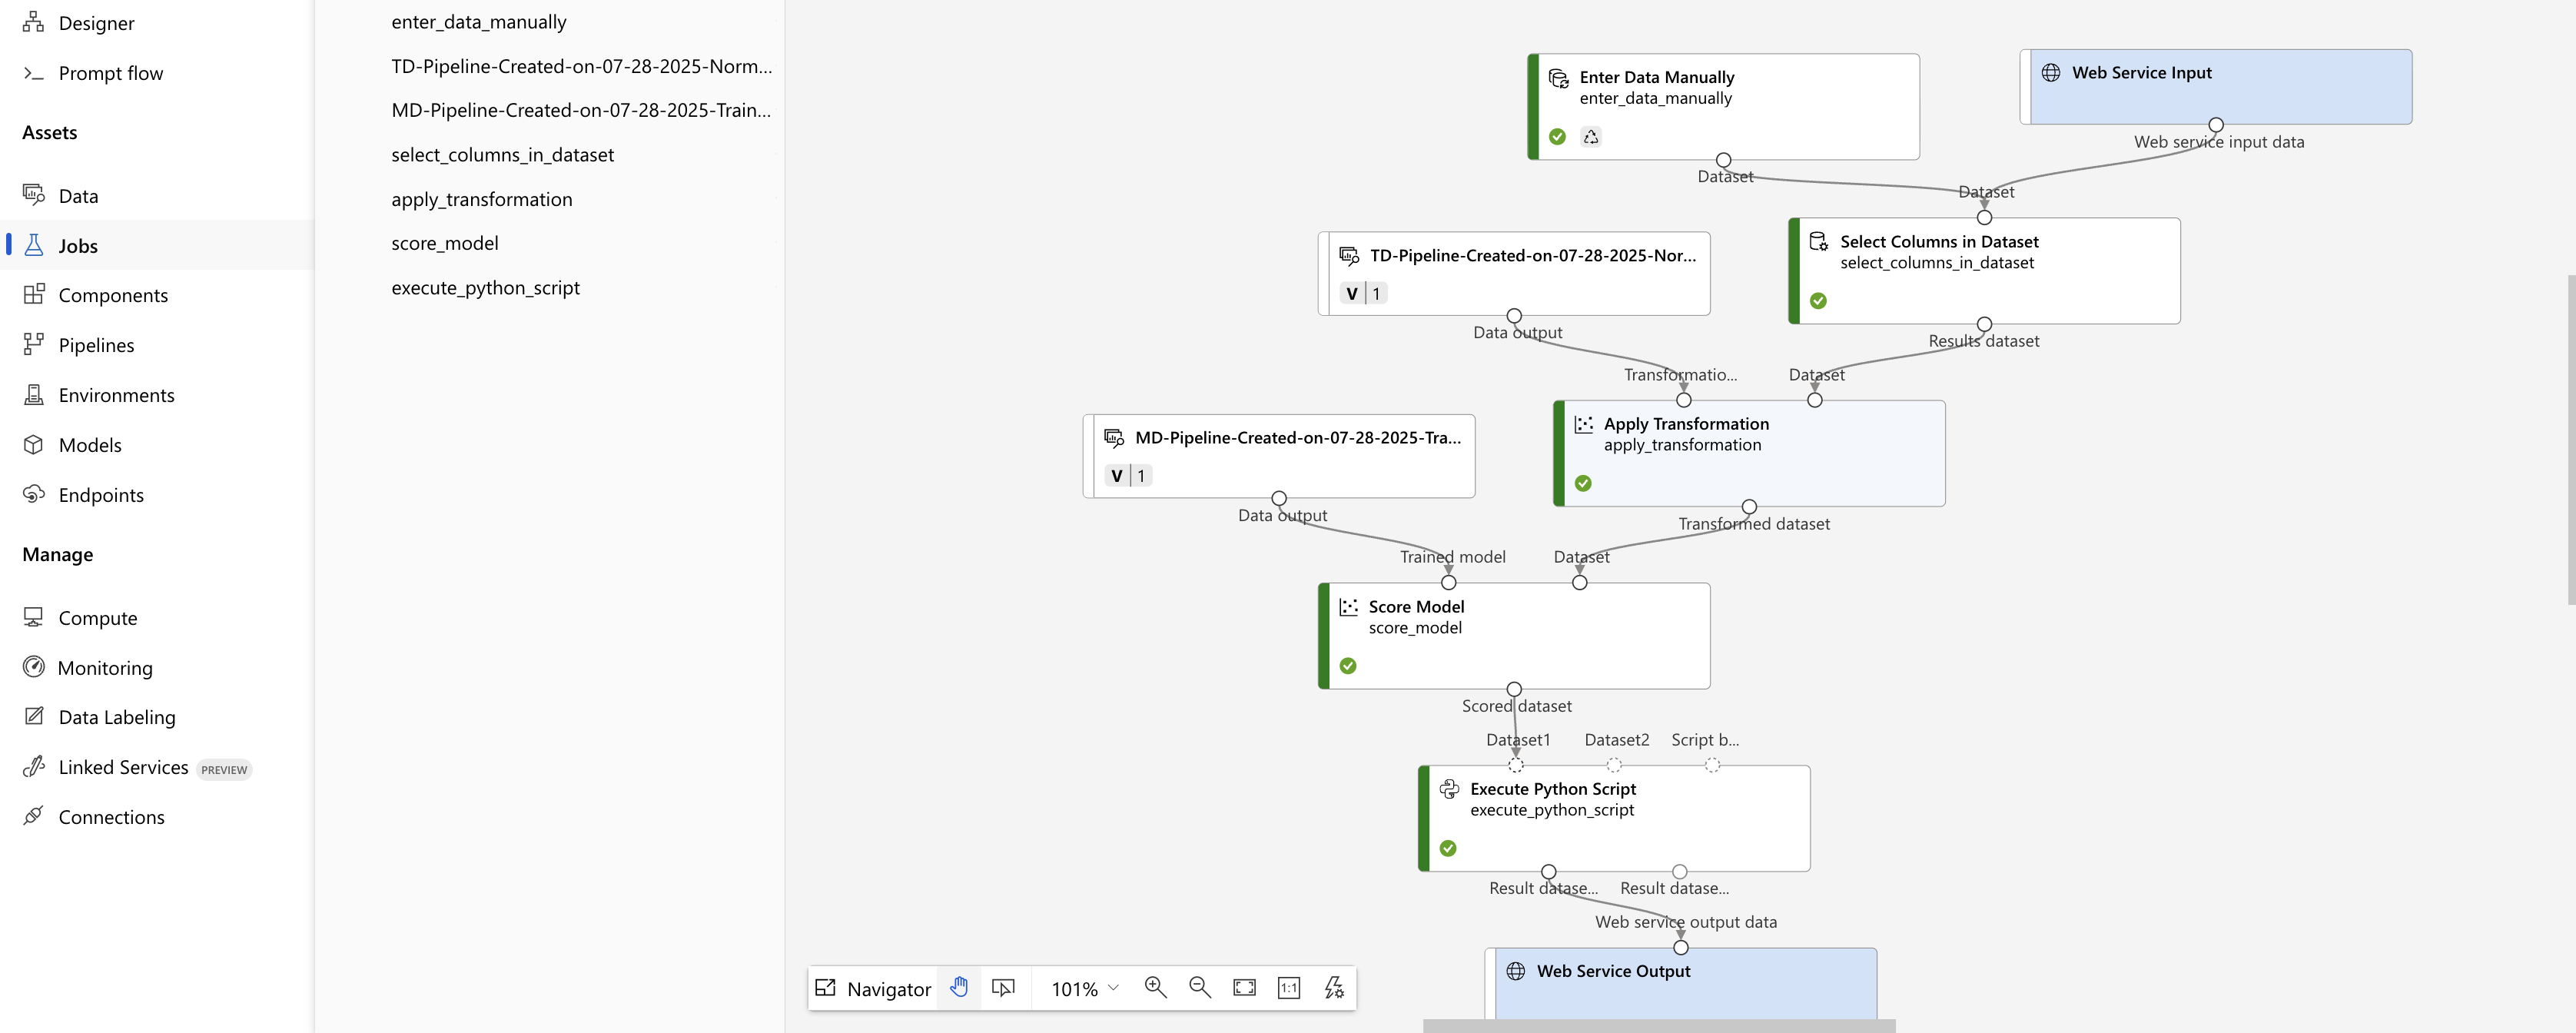 Designer
Prompt flow
Assets
Data
Jobs
Components
Pipelines
Environments
Models
Endpoints
Manage
Compute
Monitoring
Data Labeling
Linked Services PREVIEW
Connections
enter_data_manually
TD-Pipeline-Created-on-07-28-2025-Norm...
MD-Pipeline-Created-on-07-28-2025-Train...
select_columns_in_dataset
apply_transformation
score_model
execute_python_script
Enter Data Manually
enter_data_manually
Dataset
Web Service Input
Web service input data
Dataset
Select Columns in Dataset
select_columns_in_dataset
Results dataset
TD-Pipeline-Created-on-07-28-2025-Nor...
V 1
Data output
Transformatio...
Dataset
Apply Transformation
apply_transformation
Transformed dataset
MD-Pipeline-Created-on-07-28-2025-Tra...
V 1
Data output
Trained model
Dataset
Score Model
score_model
Scored dataset
Dataset1
Dataset2
Script b...
Execute Python Script
execute_python_script
Result datase...
Result datase...
Web service output data
Web Service Output
Navigator
101%
1:1